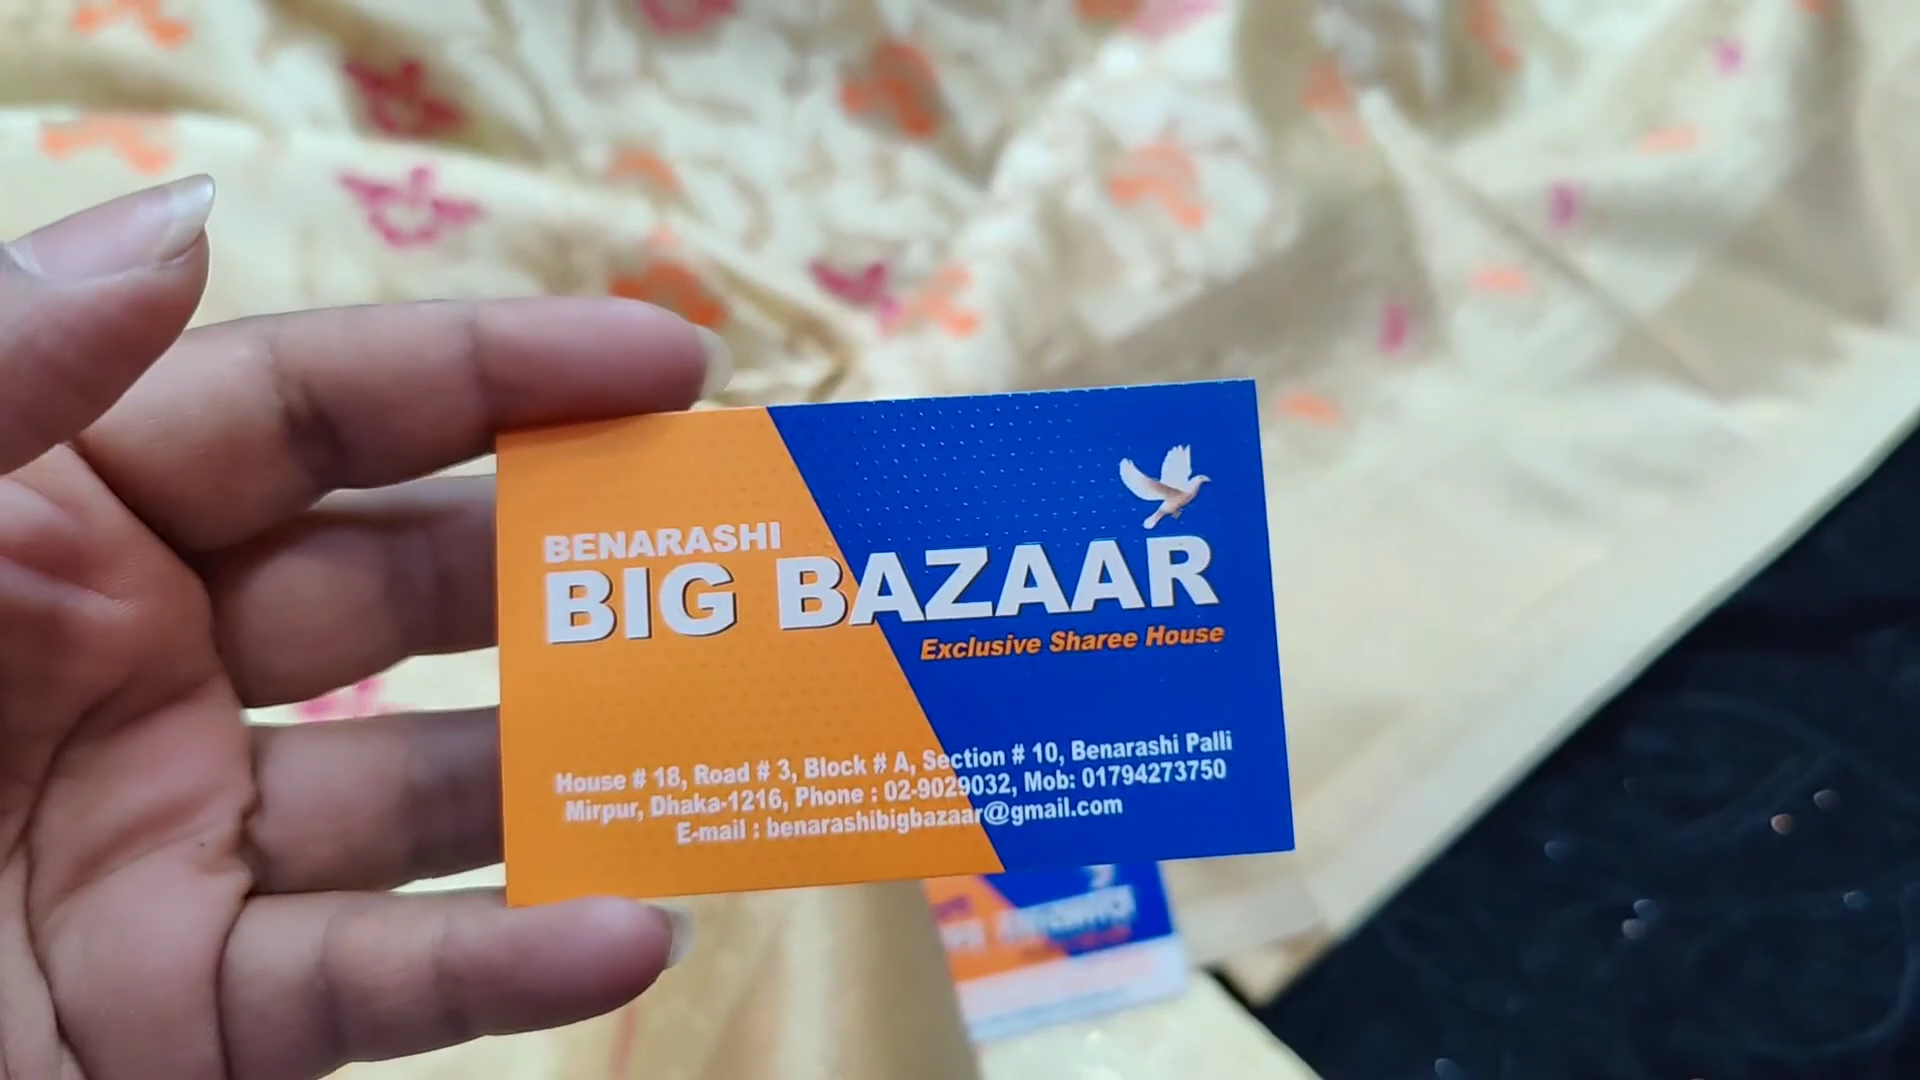 BENARASHI
BIG BAZAAR
Exclusive Sharee House
House # 18, Road # 3, Block # A, Section # 10, Benarashi Palli
Mirpur, Dhaka-1216, Phone : 02-9029032, Mob: 01794273750
E-mail : benarashibigbazaar@gmail.com